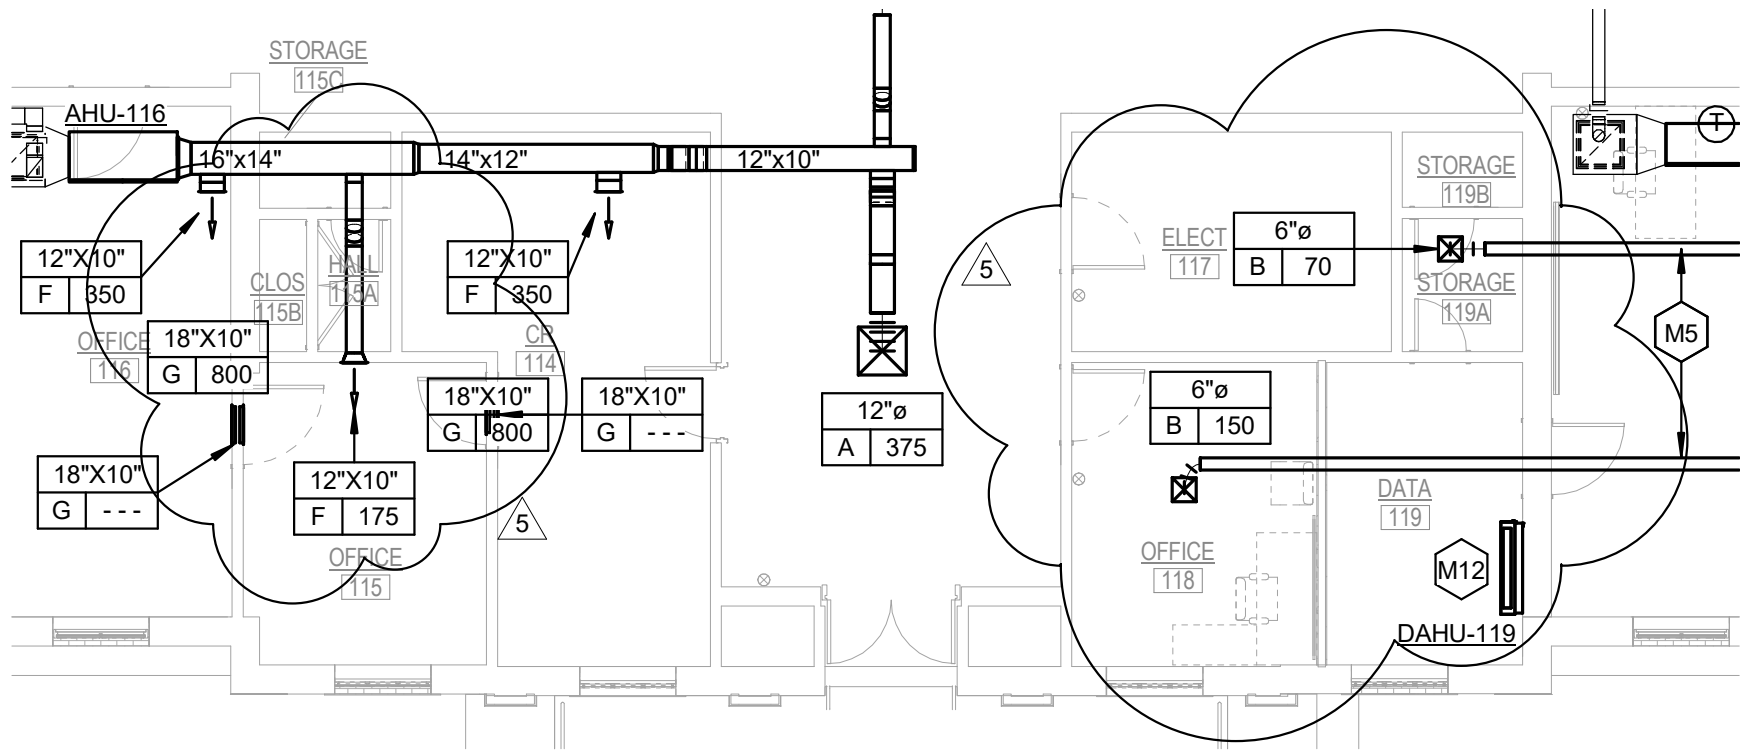 STORAGE
115C
AHU-116
16"x14"
14"x12"
12"x10"
T
STORAGE
119B
12"X10"
F 350
12"X10"
F 350
ELECT
117
6"ø
B 70
5
HALL
115A
CLOS
115B
STORAGE
119A
OFFICE
116
18"X10"
G 800
CR
114
M5
18"X10"
G 800
18"X10"
G ---
12"ø
A 375
6"ø
B 150
18"X10"
G ---
12"X10"
F 175
5
DATA
119
OFFICE
115
OFFICE
118
M12
DAHU-119